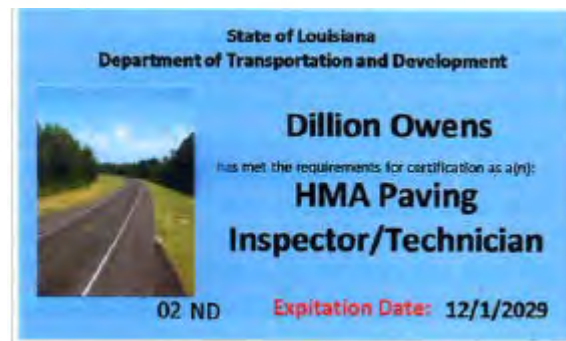 State of Louisiana
Department of Transportation and Development
Dillion Owens
has met the requirements for certification as a(n):
HMA Paving
Inspector/Technician
02 ND
Expitation Date: 12/1/2029